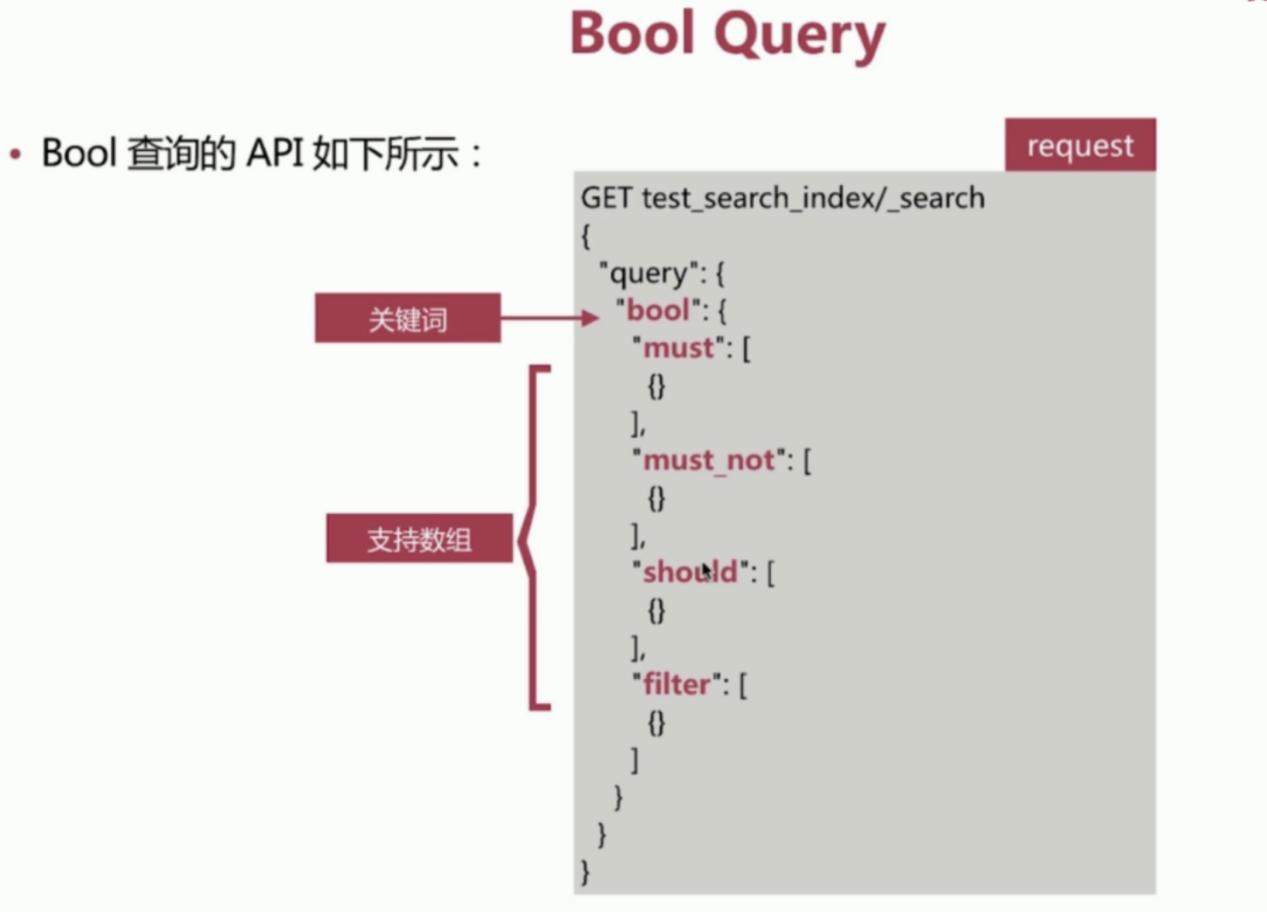 Bool Query
• Bool 查询的 API 如下所示：
request
GET test_search_index/_search
{
"query": {
关键词
"bool": {
"must": [
{}
],
"must_not": [
{}
],
支持数组
"should": [
{}
],
"filter": [
{}
]
}
}
}